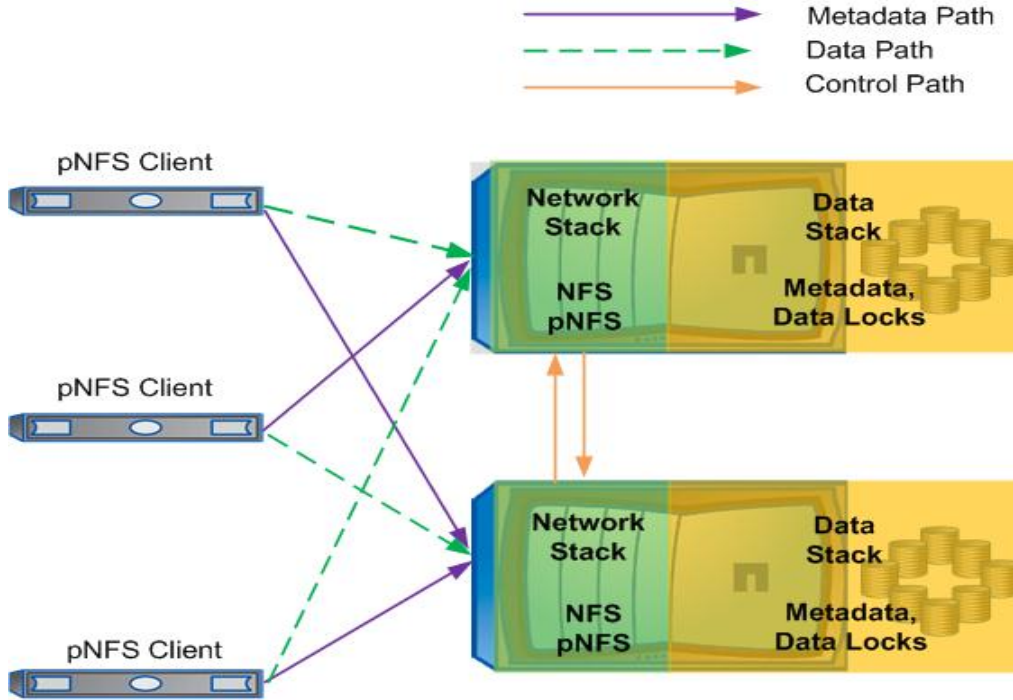 Metadata Path
Data Path
Control Path
pNFS Client
Network
Stack
Data
Stack
NFS
pNFS
Metadata,
Data Locks
pNFS Client
Network
Stack
Data
Stack
NFS
pNFS
Metadata,
Data Locks
pNFS Client